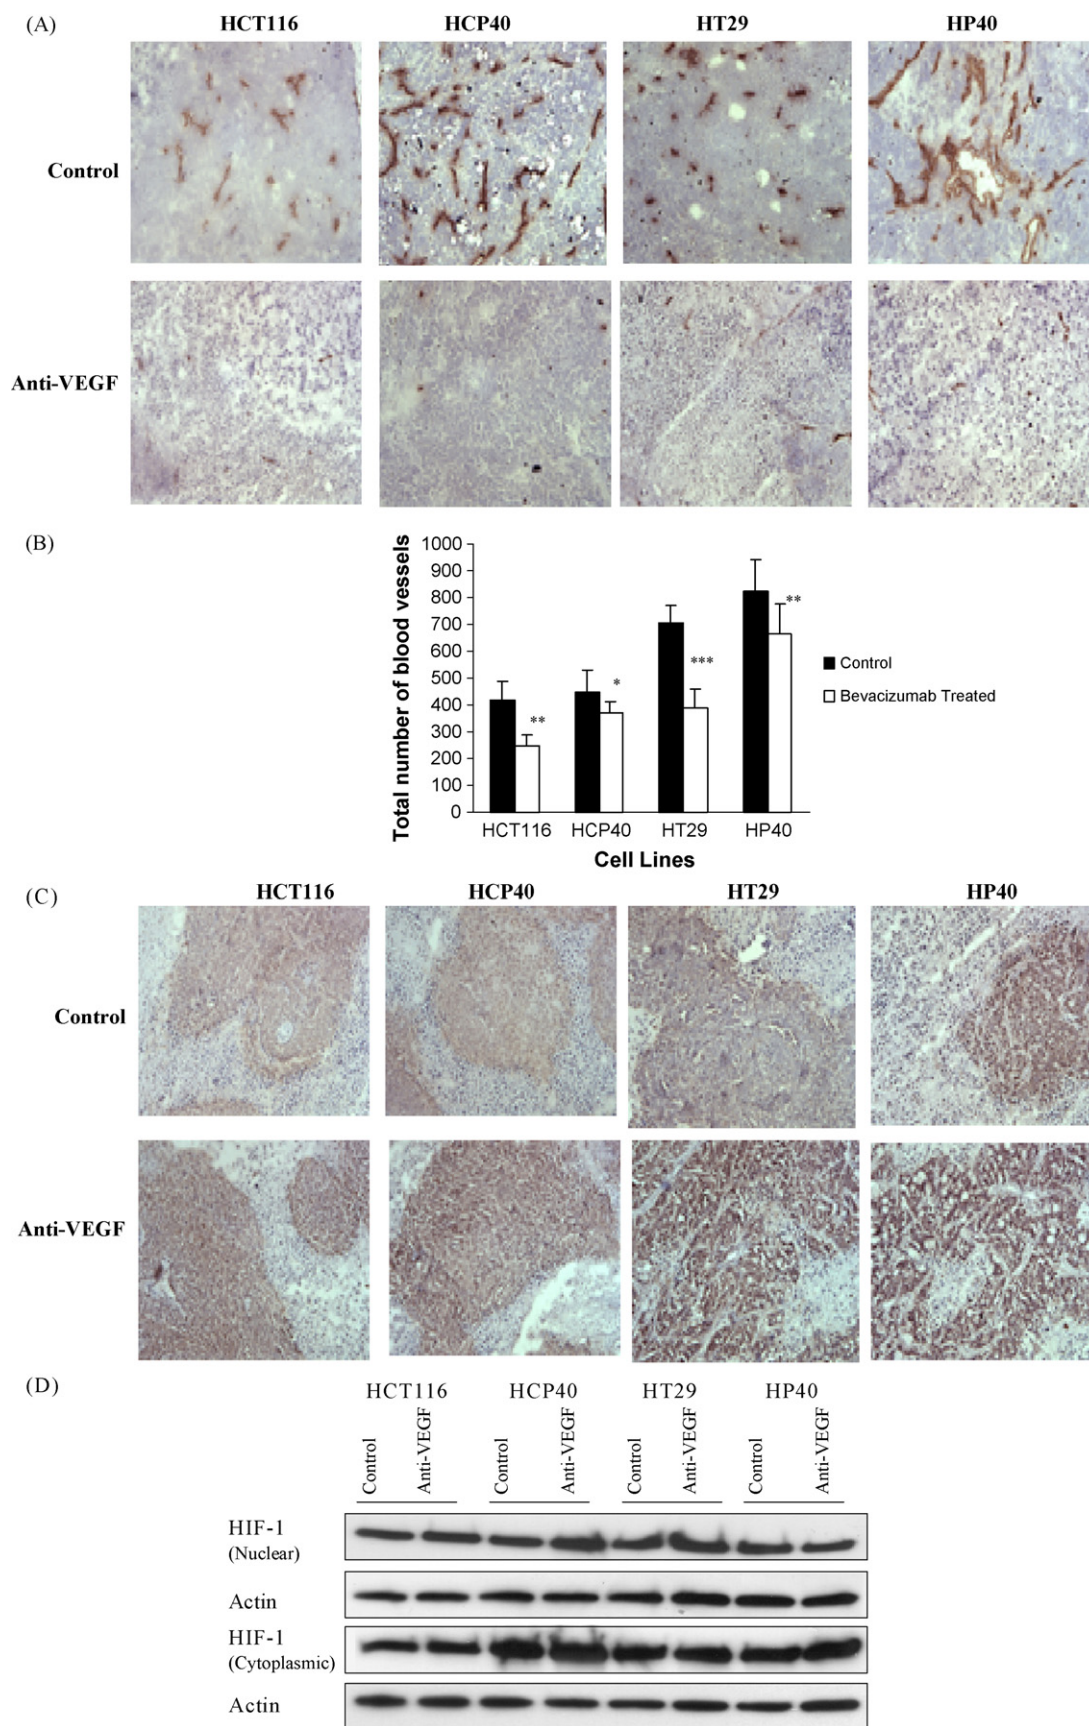 (A)
HCT116 HCP40 HT29 HP40
Control
Anti-VEGF
(B)
Total number of blood vessels
1000
900
800
700
600
500
400
300
200
100
0
** * *** **
HCT116 HCP40 HT29 HP40
Cell Lines
Control
Bevacizumab Treated
(C)
HCT116 HCP40 HT29 HP40
Control
Anti-VEGF
(D)
HCT116 HCP40 HT29 HP40
Control Anti-VEGF Control Anti-VEGF Control Anti-VEGF Control Anti-VEGF
HIF-1
(Nuclear)
Actin
HIF-1
(Cytoplasmic)
Actin